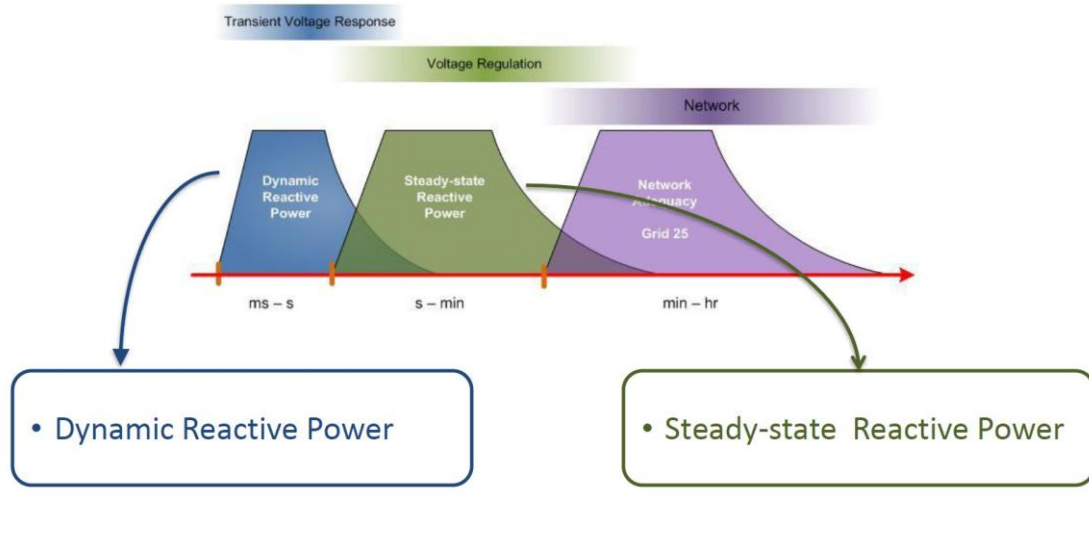 Transient Voltage Response
Voltage Regulation
Network
Dynamic
Reactive
Power
Steady-state
Reactive
Power
Network
Adequacy
Grid 25
ms – s
s – min
min – hr
• Dynamic Reactive Power
• Steady-state Reactive Power